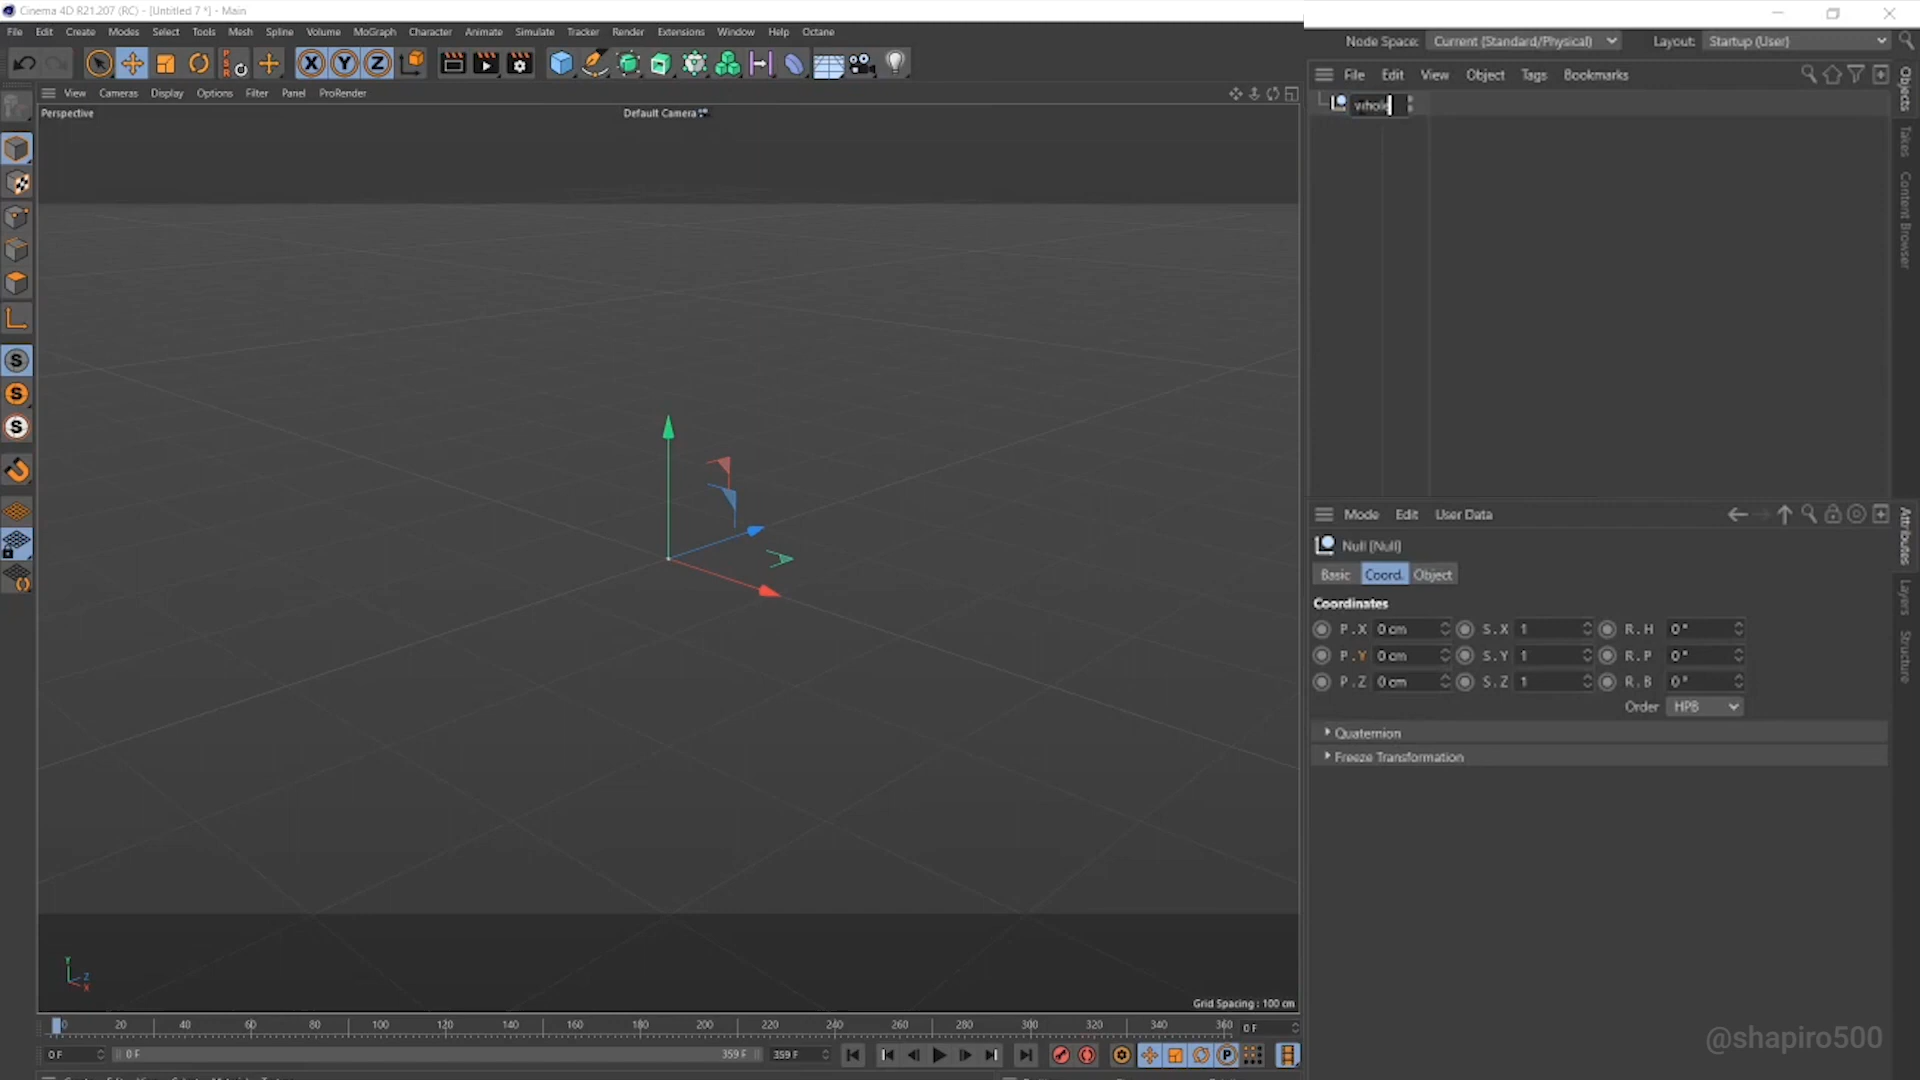 Cinema 4D R21.207 (RC) - [Untitled 7 *] - Main
File Edit Create Modes Select Tools Mesh Spline Volume MoGraph Character Animate Simulate Tracker Render Extensions Window Help Octane
Node Space: Current (Standard/Physical) Layout: Startup (User)
File Edit View Object Tags Bookmarks
View Cameras Display Options Filter Panel ProRender
Perspective
Default Camera
whole
Objects
Takes
Content Browser
Mode Edit User Data
Null [Null]
Basic Coord. Object
Coordinates
P . X 0 cm S . X 1 R . H 0 °
P . Y 0 cm S . Y 1 R . P 0 °
P . Z 0 cm S . Z 1 R . B 0 °
Order HPB
Quaternion
Freeze Transformation
Attributes
Layers
Structure
Y
Z
X
Grid Spacing : 100 cm
0 20 40 60 80 100 120 140 160 180 200 220 240 260 280 300 320 340 360 0 F
0 F 0 F 359 F 359 F
@shapiro500